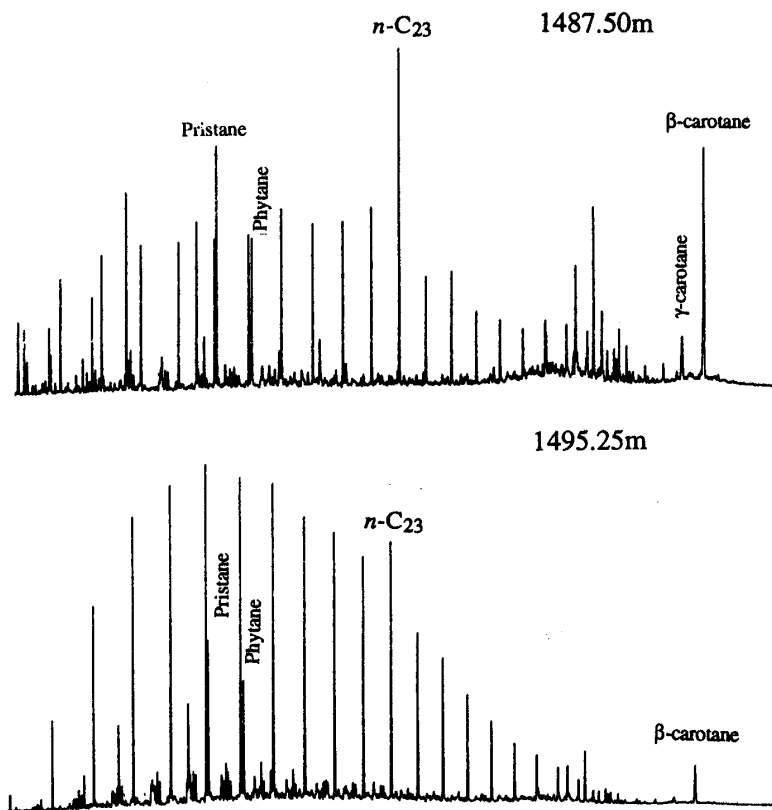 n-C23
1487.50m
Pristane
Phytane
β-carotane
γ-carotane
1495.25m
n-C23
Pristane
Phytane
β-carotane